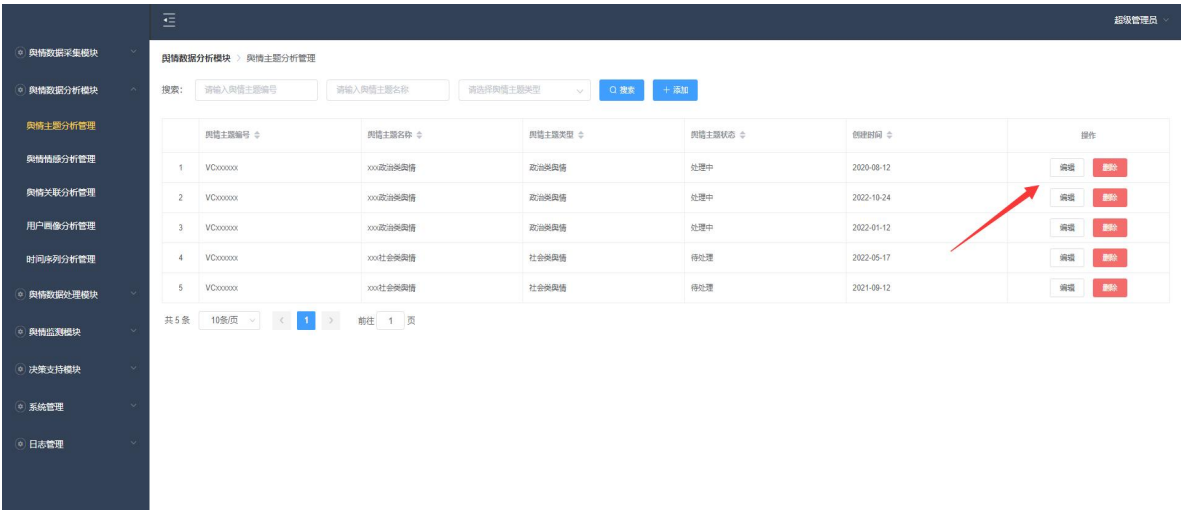 超级管理员
舆情数据采集模块
舆情数据分析模块
舆情主题分析管理
舆情情感分析管理
舆情关联分析管理
用户画像分析管理
时间序列分析管理
舆情数据处理模块
舆情监测模块
决策支持模块
系统管理
日志管理
舆情数据分析模块 > 舆情主题分析管理
搜索: 请输入舆情主题编号 请输入舆情主题名称 请选择舆情主题类型 搜索 + 添加
舆情主题编号 舆情主题名称 舆情主题类型 舆情主题状态 创建时间 操作
1 VCxxxxxx xxx政治类舆情 政治类舆情 处理中 2020-08-12 编辑 删除
2 VCxxxxxx xxx政治类舆情 政治类舆情 处理中 2022-10-24 编辑 删除
3 VCxxxxxx xxx政治类舆情 政治类舆情 处理中 2022-01-12 编辑 删除
4 VCxxxxxx xxx社会类舆情 社会类舆情 待处理 2022-05-17 编辑 删除
5 VCxxxxxx xxx社会类舆情 社会类舆情 待处理 2021-09-12 编辑 删除
共 5 条 10条/页 < 1 > 前往 1 页